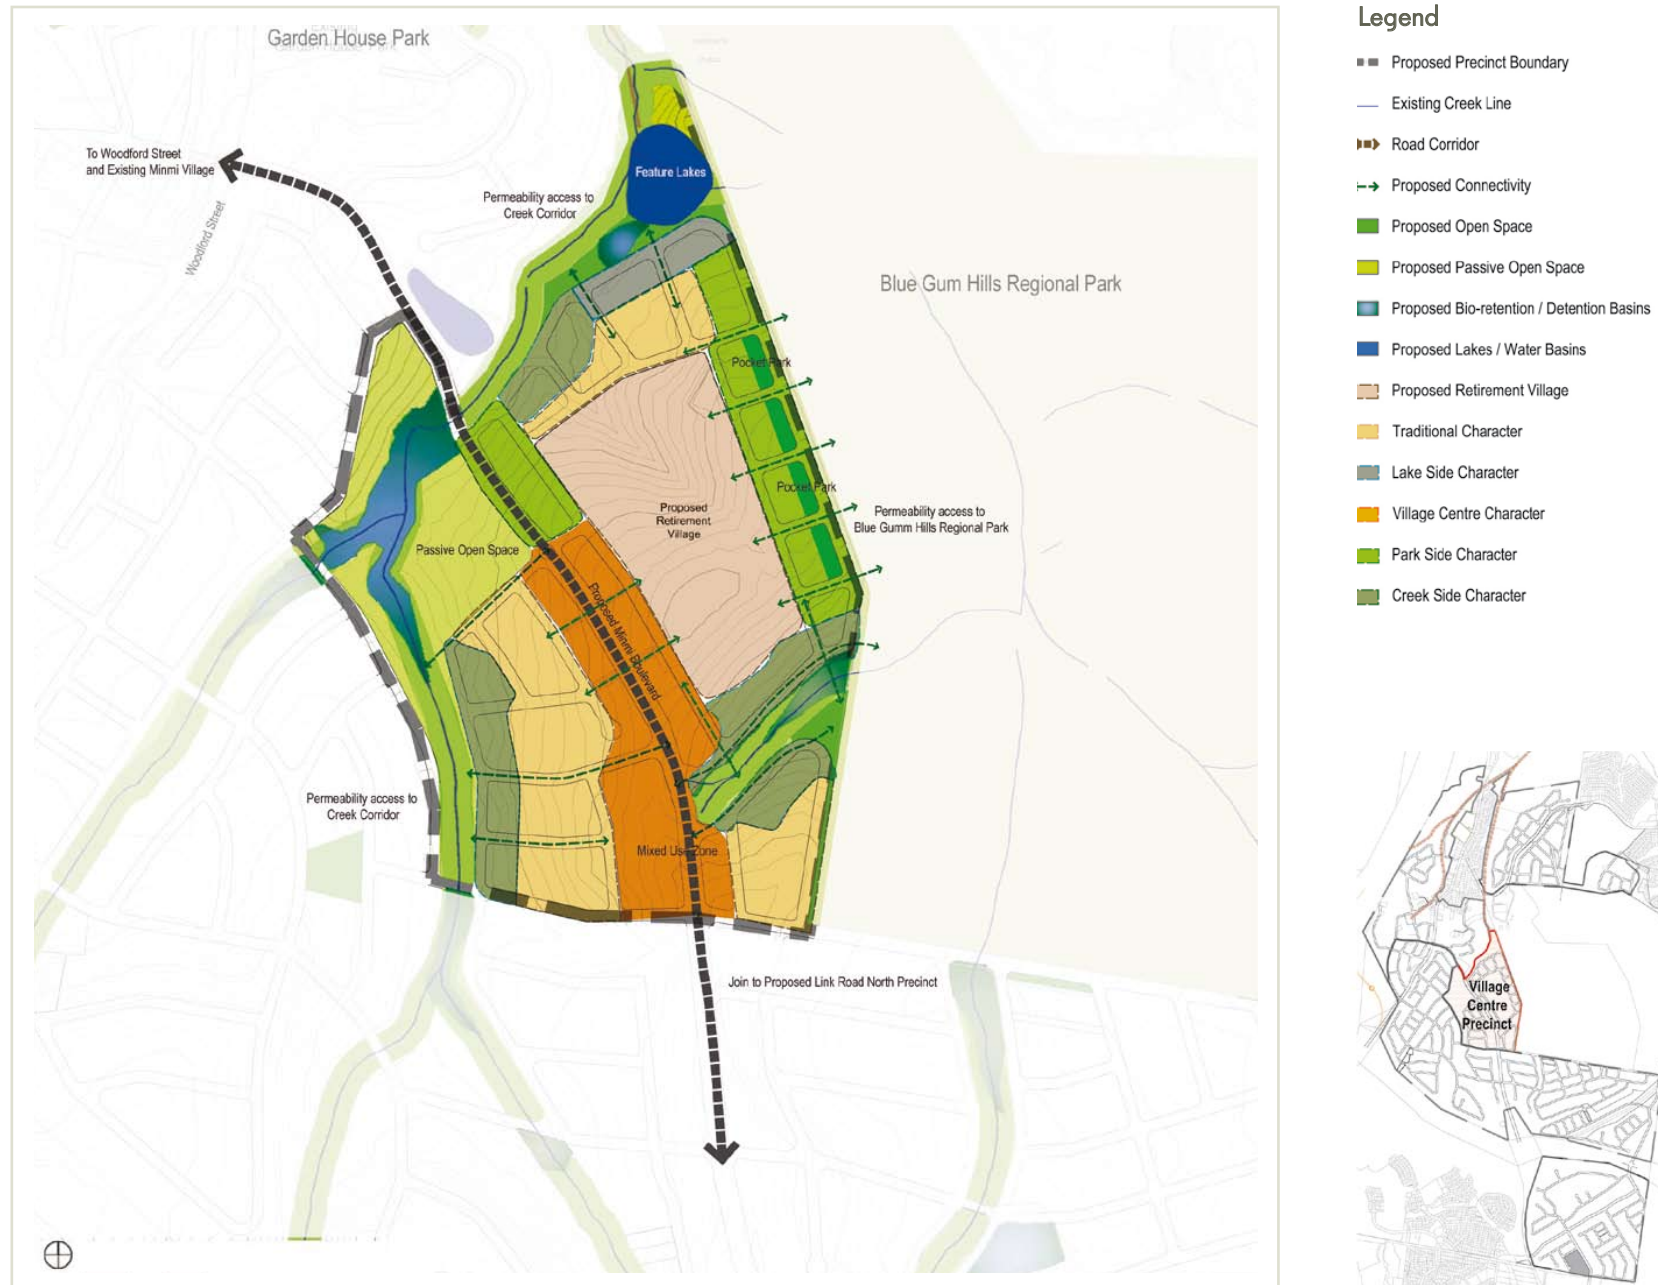 Garden House Park
To Woodford Street
and Existing Minmi Village
Woodford Street
Permeability access to
Creek Corridor
Feature Lakes
Blue Gum Hills Regional Park
Pocket Park
Pocket Park
Proposed
Retirement
Village
Permeability access to
Blue Gumm Hills Regional Park
Passive Open Space
Proposed Minmi Boulevard
Permeability access to
Creek Corridor
Mixed Use Zone
Join to Proposed Link Road North Precinct
Legend
Proposed Precinct Boundary
Existing Creek Line
Road Corridor
Proposed Connectivity
Proposed Open Space
Proposed Passive Open Space
Proposed Bio-retention / Detention Basins
Proposed Lakes / Water Basins
Proposed Retirement Village
Traditional Character
Lake Side Character
Village Centre Character
Park Side Character
Creek Side Character
Village
Centre
Precinct